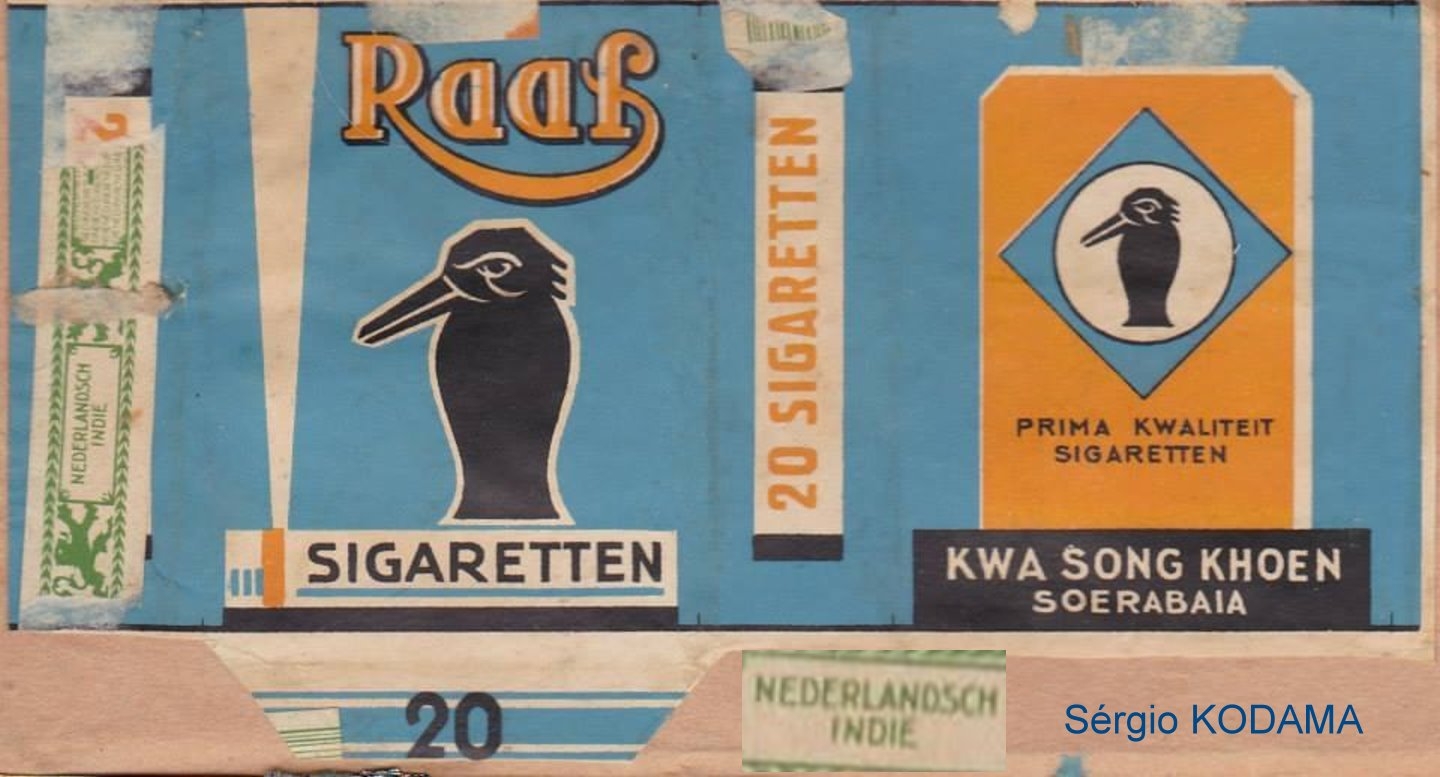 Raaf
SIGARETTEN
20
20 SIGARETTEN
PRIMA KWALITEIT
SIGARETTEN
KWA SONG KHOEN
SOERABAIA
2
NEDERLANDSCH
INDIE
NEDERLANDSCH
INDIE
Sérgio KODAMA